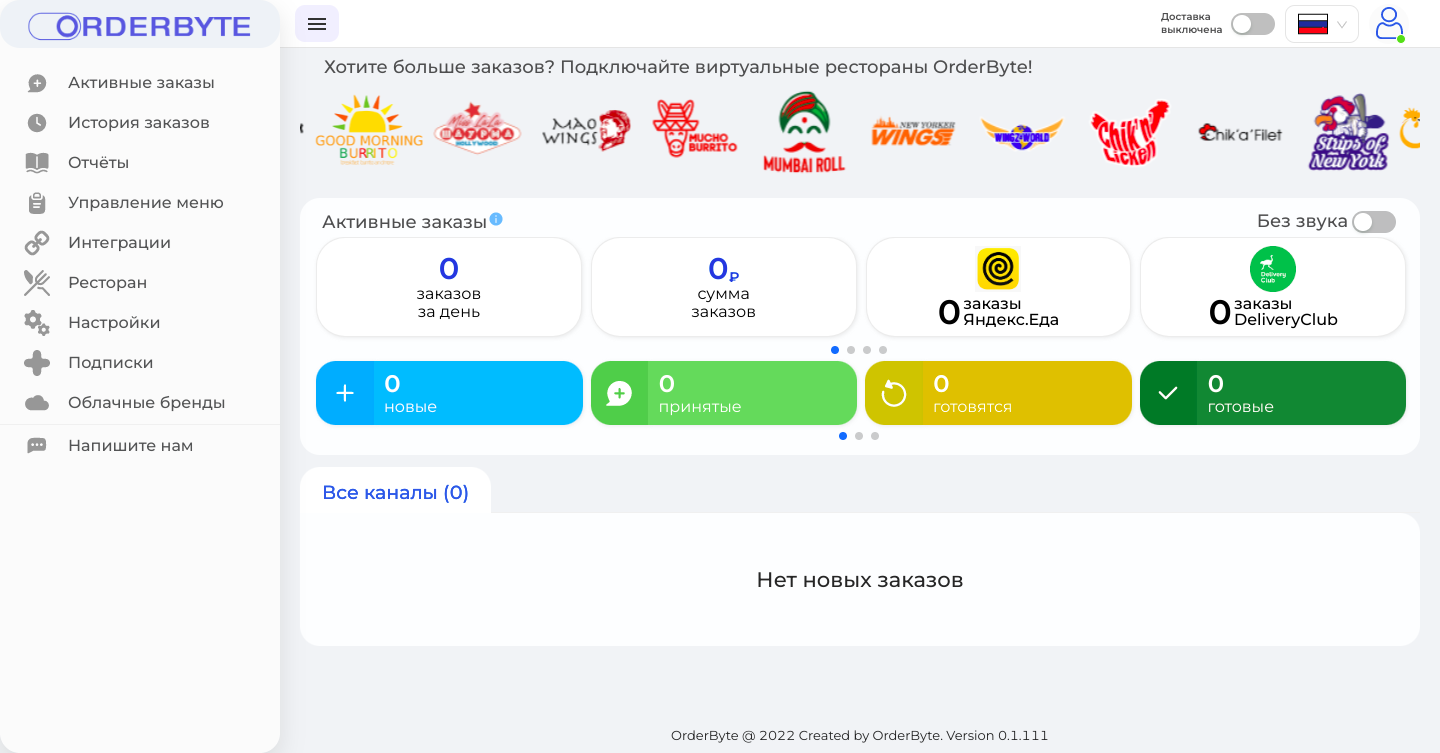 ORDERBYTE
Доставка
выключена
Активные заказы
История заказов
Отчёты
Управление меню
Интеграции
Ресторан
Настройки
Подписки
Облачные бренды
Напишите нам
Хотите больше заказов? Подключайте виртуальные рестораны OrderByte!
GOOD MORNING
BURRITO
HOLLYWOOD
MAO
WINGS
MUCHO
BURRITO
MUMBAI ROLL
NEW YORKER
WINGS
WINGZ WORLD
Chik'n'
Licken
Chik'a'Filet
Strips of
New York
Активные заказы
Без звука
0
заказов
за день
0₽
сумма
заказов
0 заказы
Яндекс.Еда
Delivery
Club
0 заказы
DeliveryClub
0
новые
0
принятые
0
готовятся
0
готовые
Все каналы (0)
Нет новых заказов
OrderByte @ 2022 Created by OrderByte. Version 0.1.111